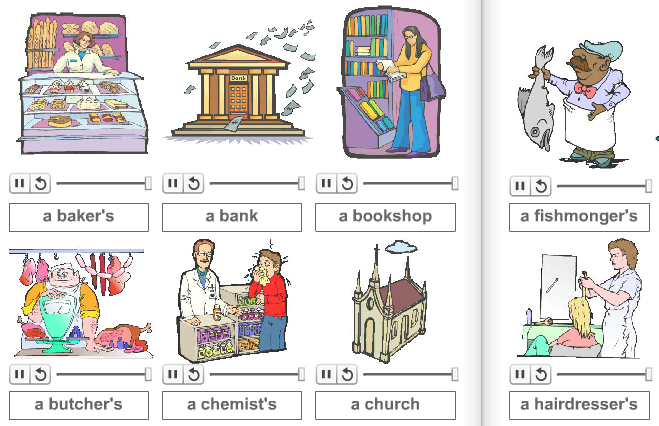 Bank
a baker's
a bank
a bookshop
a fishmonger's
a butcher's
a chemist's
a church
a hairdresser's